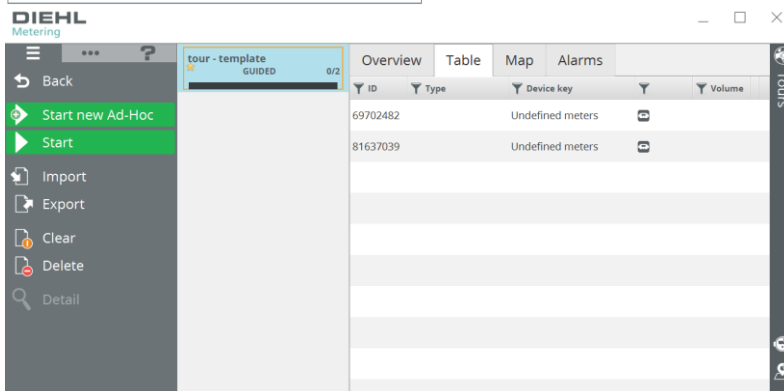 DIEHL
Metering
••• ?
Back
Start new Ad-Hoc
Start
Import
Export
Clear
Delete
Detail
tour - template
GUIDED 0/2
Overview Table Map Alarms
ID Type Device key Volume
69702482 Undefined meters
81637039 Undefined meters
Tours